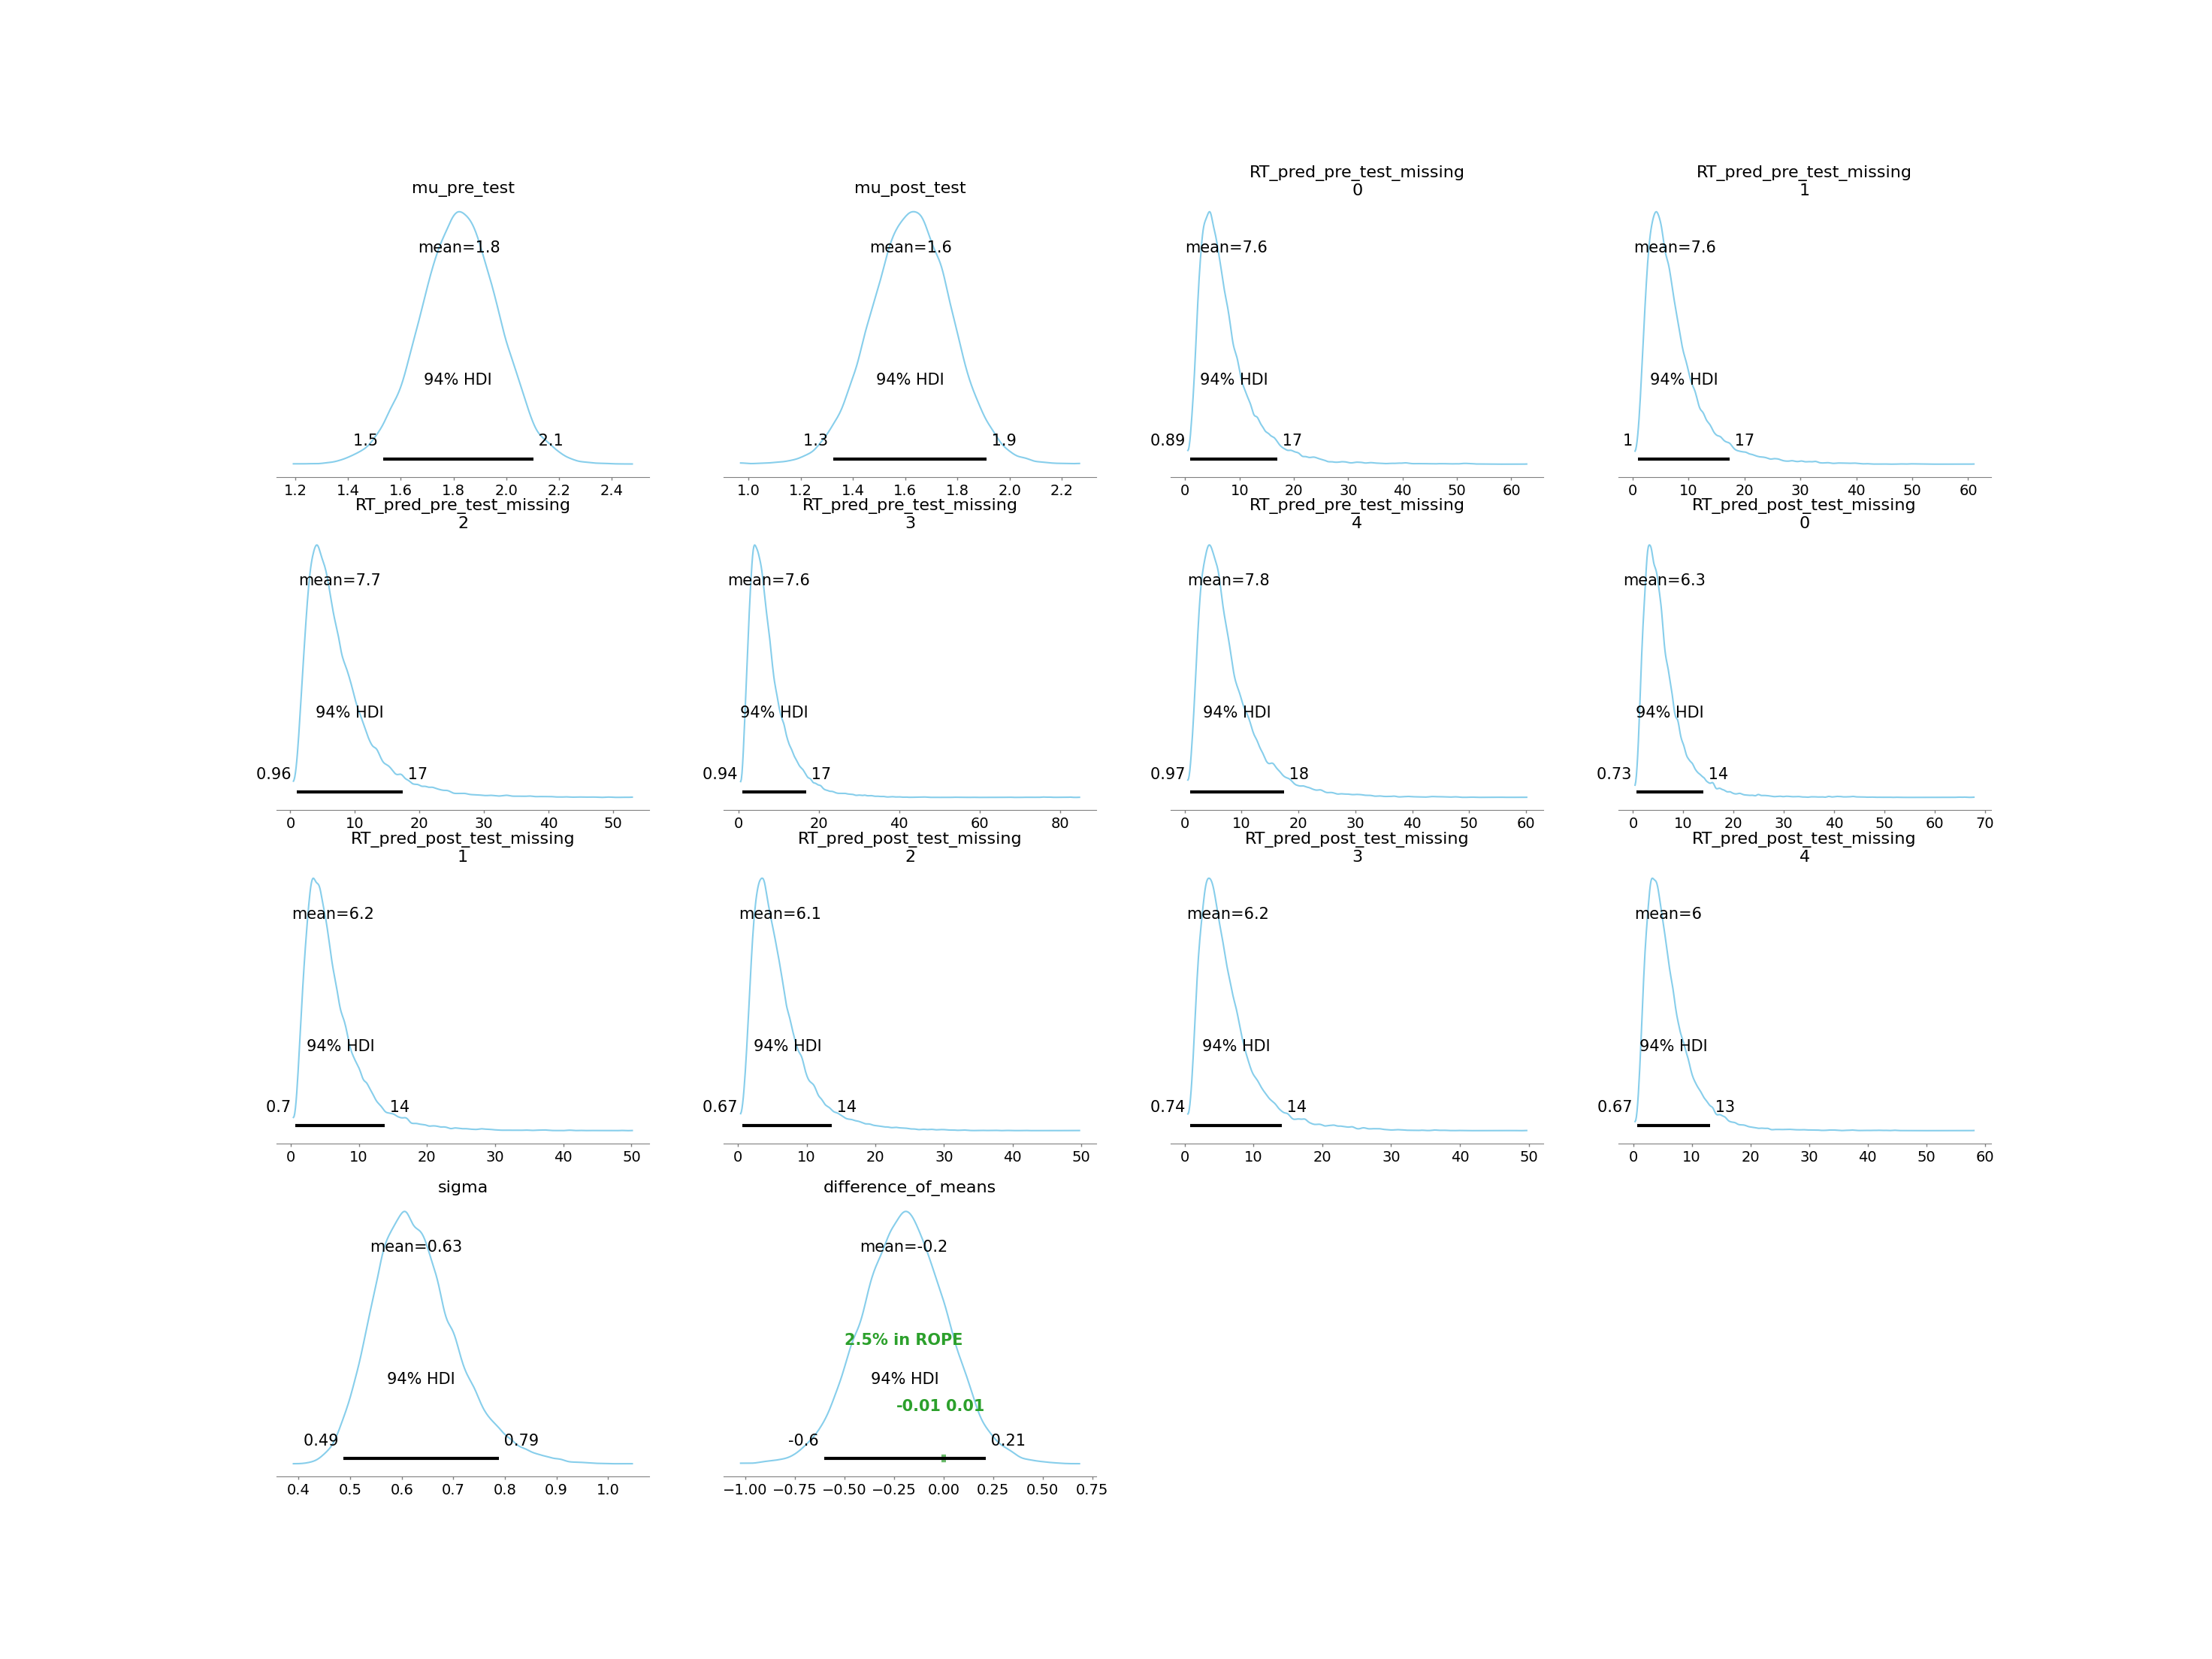 mu_pre_test
mean=1.8
94% HDI
1.5 2.1
1.2 1.4 1.6 1.8 2.0 2.2 2.4
mu_post_test
mean=1.6
94% HDI
1.3 1.9
1.0 1.2 1.4 1.6 1.8 2.0 2.2
RT_pred_pre_test_missing
0
mean=7.6
94% HDI
0.89 17
0 10 20 30 40 50 60
RT_pred_pre_test_missing
1
mean=7.6
94% HDI
1 17
0 10 20 30 40 50 60
RT_pred_pre_test_missing
2
mean=7.7
94% HDI
0.96 17
0 10 20 30 40 50
RT_pred_pre_test_missing
3
mean=7.6
94% HDI
0.94 17
0 20 40 60 80
RT_pred_pre_test_missing
4
mean=7.8
94% HDI
0.97 18
0 10 20 30 40 50 60
RT_pred_post_test_missing
0
mean=6.3
94% HDI
0.73 14
0 10 20 30 40 50 60 70
RT_pred_post_test_missing
1
mean=6.2
94% HDI
0.7 14
0 10 20 30 40 50
RT_pred_post_test_missing
2
mean=6.1
94% HDI
0.67 14
0 10 20 30 40 50
RT_pred_post_test_missing
3
mean=6.2
94% HDI
0.74 14
0 10 20 30 40 50
RT_pred_post_test_missing
4
mean=6
94% HDI
0.67 13
0 10 20 30 40 50 60
sigma
mean=0.63
94% HDI
0.49 0.79
0.4 0.5 0.6 0.7 0.8 0.9 1.0
difference_of_means
mean=-0.2
2.5% in ROPE
94% HDI
-0.01 0.01
-0.6 0.21
−1.00 −0.75 −0.50 −0.25 0.00 0.25 0.50 0.75